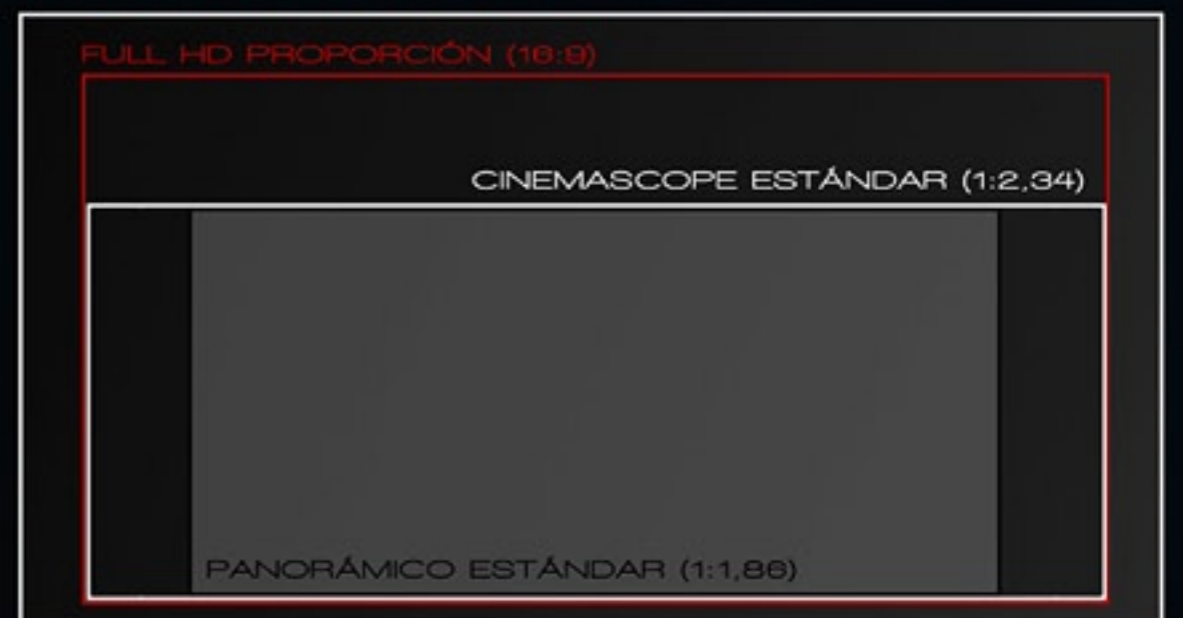 FULL HD PROPORCIÓN (16:9)
CINEMASCOPE ESTÁNDAR (1:2,34)
PANORÁMICO ESTÁNDAR (1:1,86)